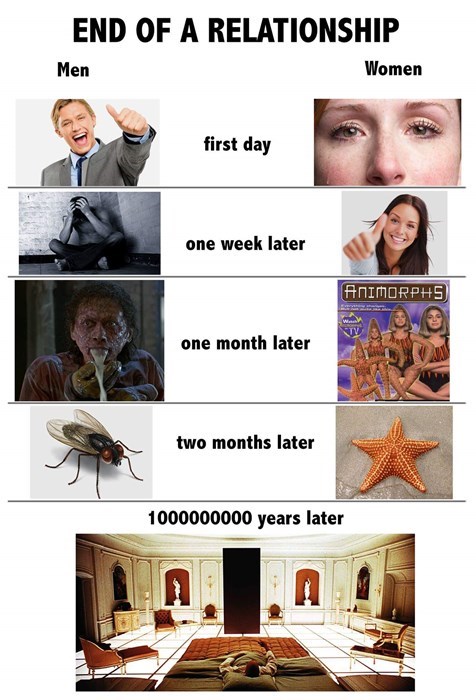 END OF A RELATIONSHIP
Men
Women
first day
one week later
one month later
ANIMORPHS
TV
two months later
1000000000 years later